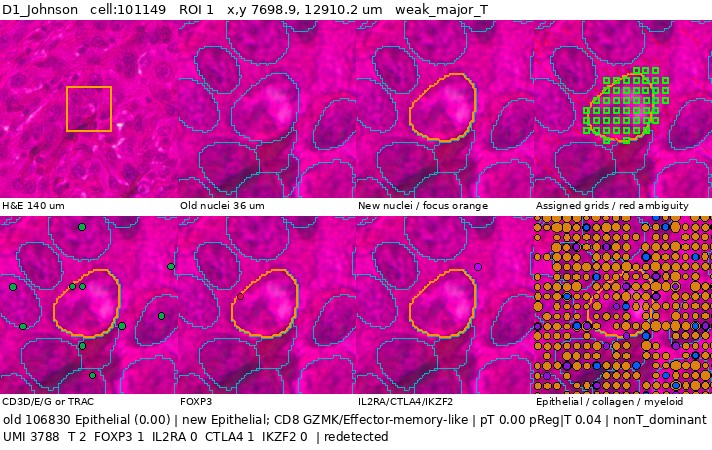 D1_Johnson   cell:101149   ROI 1   x,y 7698.9, 12910.2 um   weak_major_T
H&E 140 um
Old nuclei 36 um
New nuclei / focus orange
Assigned grids / red ambiguity
CD3D/E/G or TRAC
FOXP3
IL2RA/CTLA4/IKZF2
Epithelial / collagen / myeloid
old 106830 Epithelial (0.00) | new Epithelial; CD8 GZMK/Effector-memory-like | pT 0.00 pReg|T 0.04 | nonT_dominant
UMI 3788  T 2  FOXP3 1  IL2RA 0  CTLA4 1  IKZF2 0  | redetected